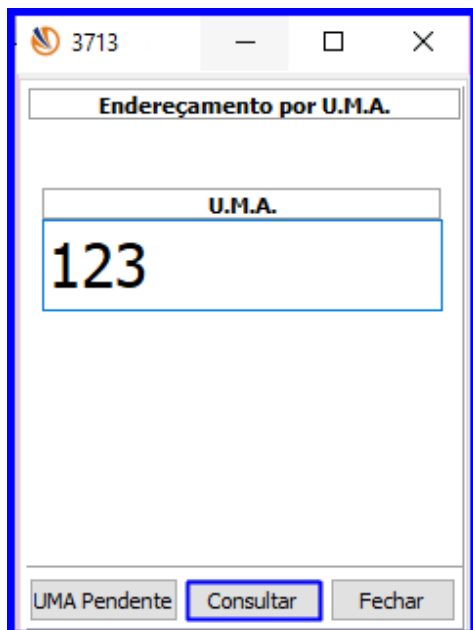 3713
Endereçamento por U.M.A.
U.M.A.
123
UMA Pendente Consultar Fechar